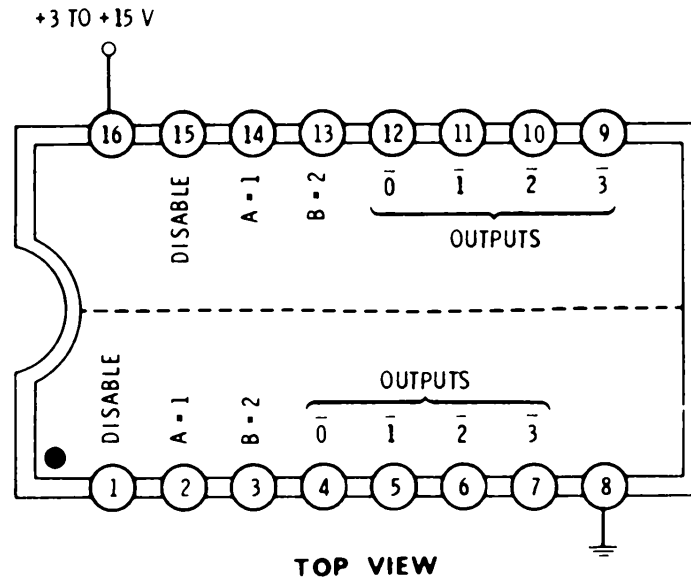 +3 TO +15 V
16 15 14 13 12 11 10 9
DISABLE A = 1 B = 2 0̅ 1̅ 2̅ 3̅
OUTPUTS
OUTPUTS
DISABLE A = 1 B = 2 0̅ 1̅ 2̅ 3̅
1 2 3 4 5 6 7 8
TOP VIEW